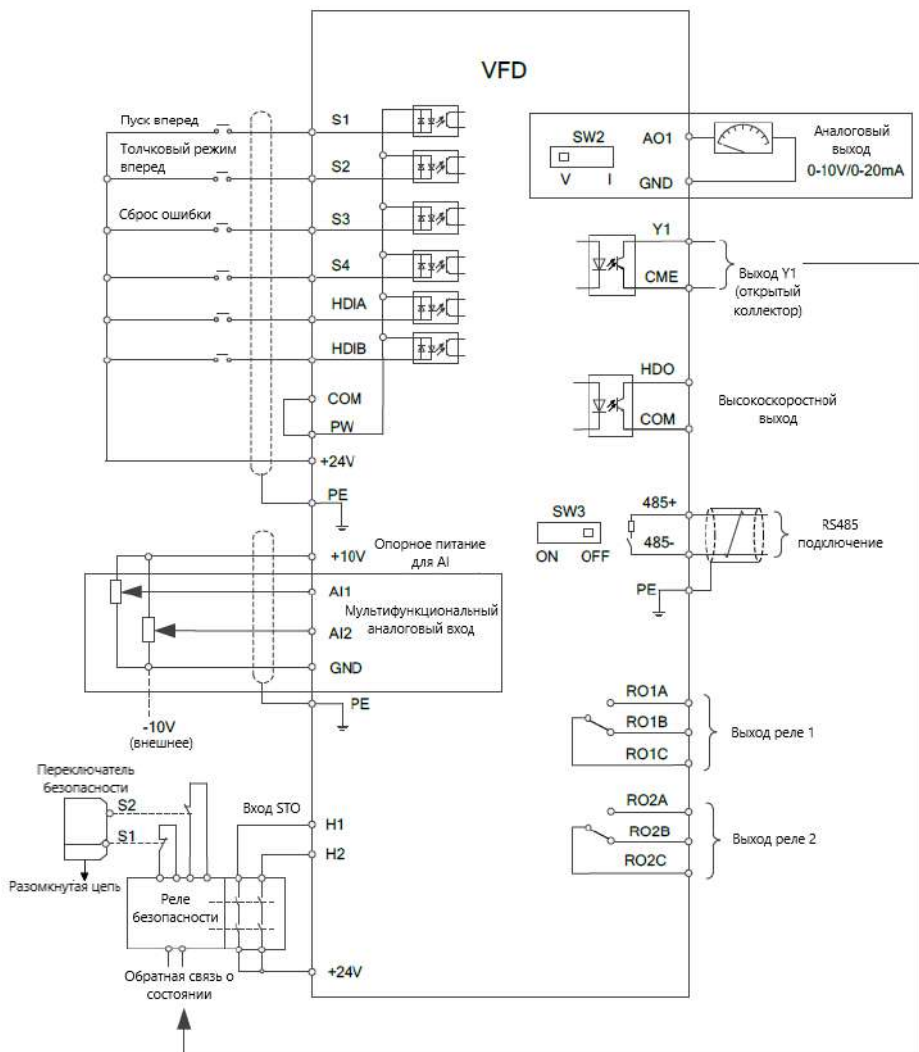 VFD
Пуск вперед
S1
Толчковый режим
вперед
S2
Сброс ошибки
S3
S4
HDIA
HDIB
COM
PW
+24V
PE
Опорное питание
для AI
+10V
AI1
Мультифункциональный
аналоговый вход
AI2
GND
PE
-10V
(внешнее)
Переключатель
безопасности
S2
S1
Разомкнутая цепь
Вход STO
H1
H2
Реле
безопасности
+24V
Обратная связь о
состоянии
SW2
V I
AO1
GND
Аналоговый
выход
0-10V/0-20mA
Y1
CME
Выход Y1
(открытый
коллектор)
HDO
COM
Высокоскоростной
выход
SW3
ON OFF
485+
485-
PE
RS485
подключение
RO1A
RO1B
RO1C
Выход реле 1
RO2A
RO2B
RO2C
Выход реле 2